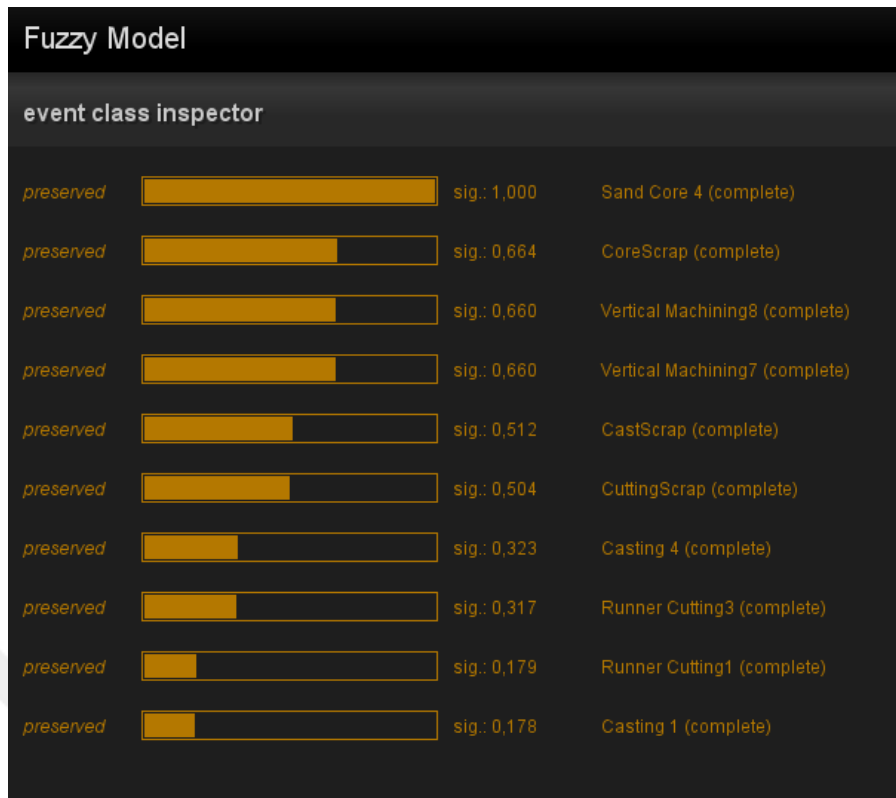 Fuzzy Model
event class inspector
preserved sig.: 1,000 Sand Core 4 (complete)
preserved sig.: 0,664 CoreScrap (complete)
preserved sig.: 0,660 Vertical Machining8 (complete)
preserved sig.: 0,660 Vertical Machining7 (complete)
preserved sig.: 0,512 CastScrap (complete)
preserved sig.: 0,504 CuttingScrap (complete)
preserved sig.: 0,323 Casting 4 (complete)
preserved sig.: 0,317 Runner Cutting3 (complete)
preserved sig.: 0,179 Runner Cutting1 (complete)
preserved sig.: 0,178 Casting 1 (complete)